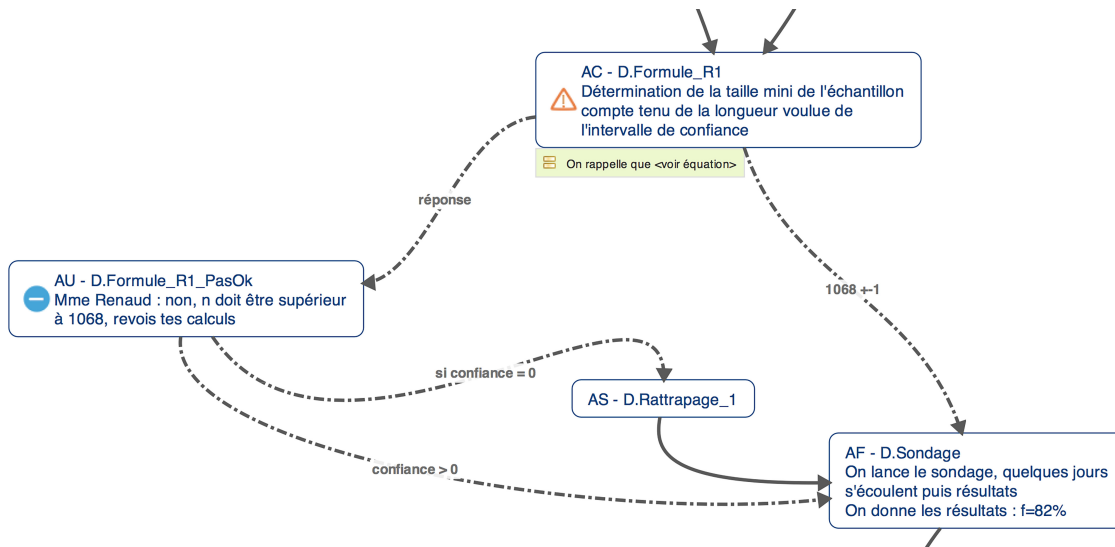 AC - D.Formule_R1
Détermination de la taille mini de l'échantillon
compte tenu de la longueur voulue de
l'intervalle de confiance
On rappelle que <voir équation>
réponse
AU - D.Formule_R1_PasOk
Mme Renaud : non, n doit être supérieur
à 1068, revois tes calculs
1068 +-1
si confiance = 0
AS - D.Rattrapage_1
confiance > 0
AF - D.Sondage
On lance le sondage, quelques jours
s'écoulent puis résultats
On donne les résultats : f=82%